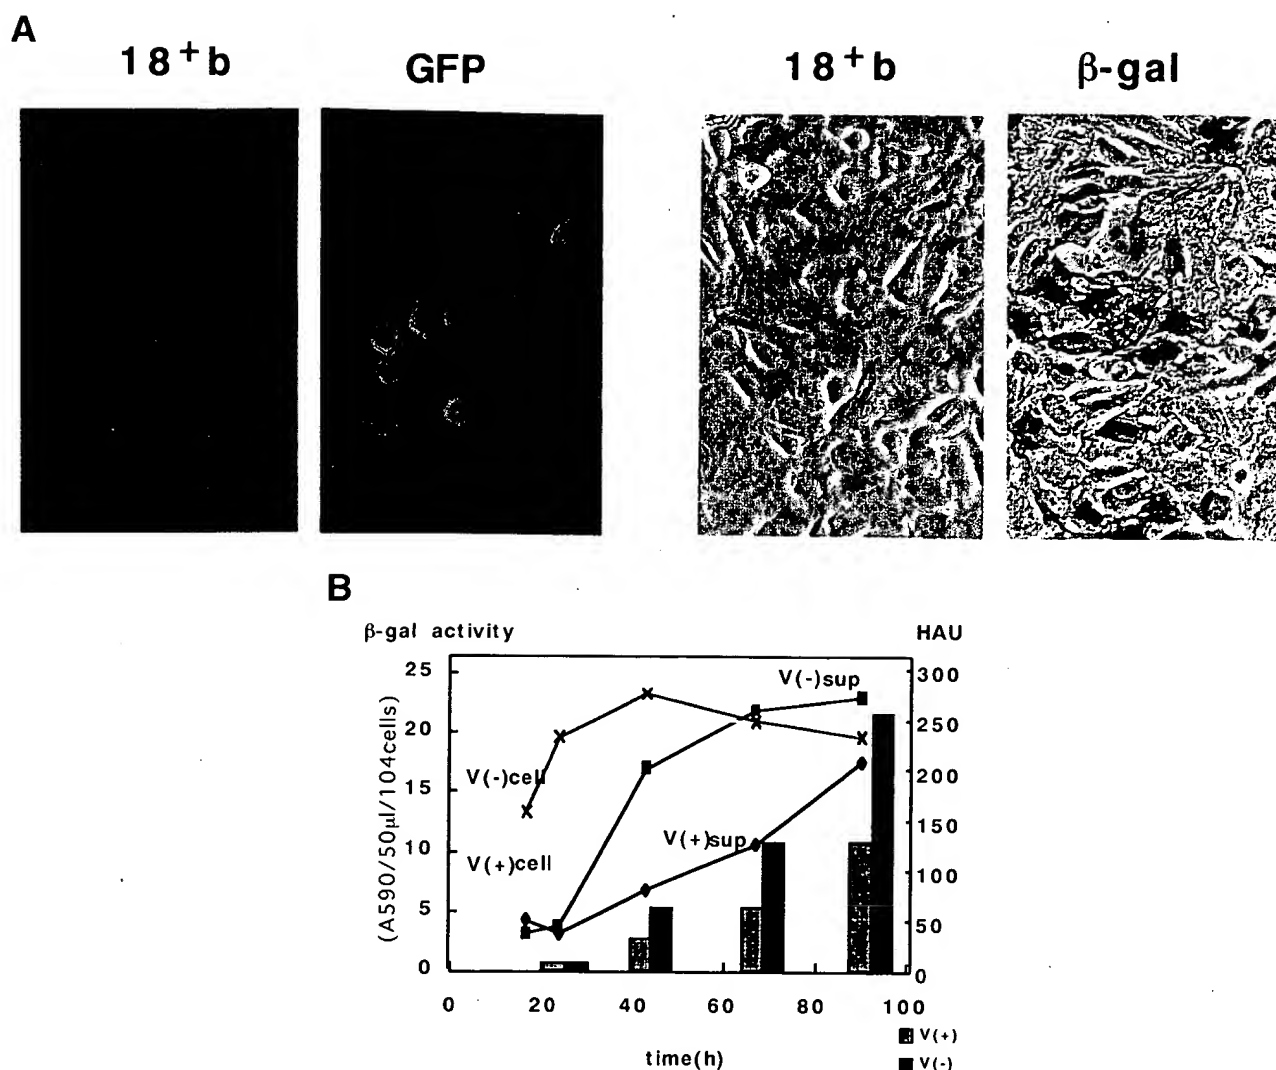 A
18+b
GFP
18+b
β-gal
B
β-gal activity
HAU
25
20
15
10
5
0
(A590/50µl/104cells)
V(-)sup
V(-)cell
V(+)sup
V(+)cell
300
250
200
150
100
50
0
0 20 40 60 80 100
time(h)
V(+)
V(-)